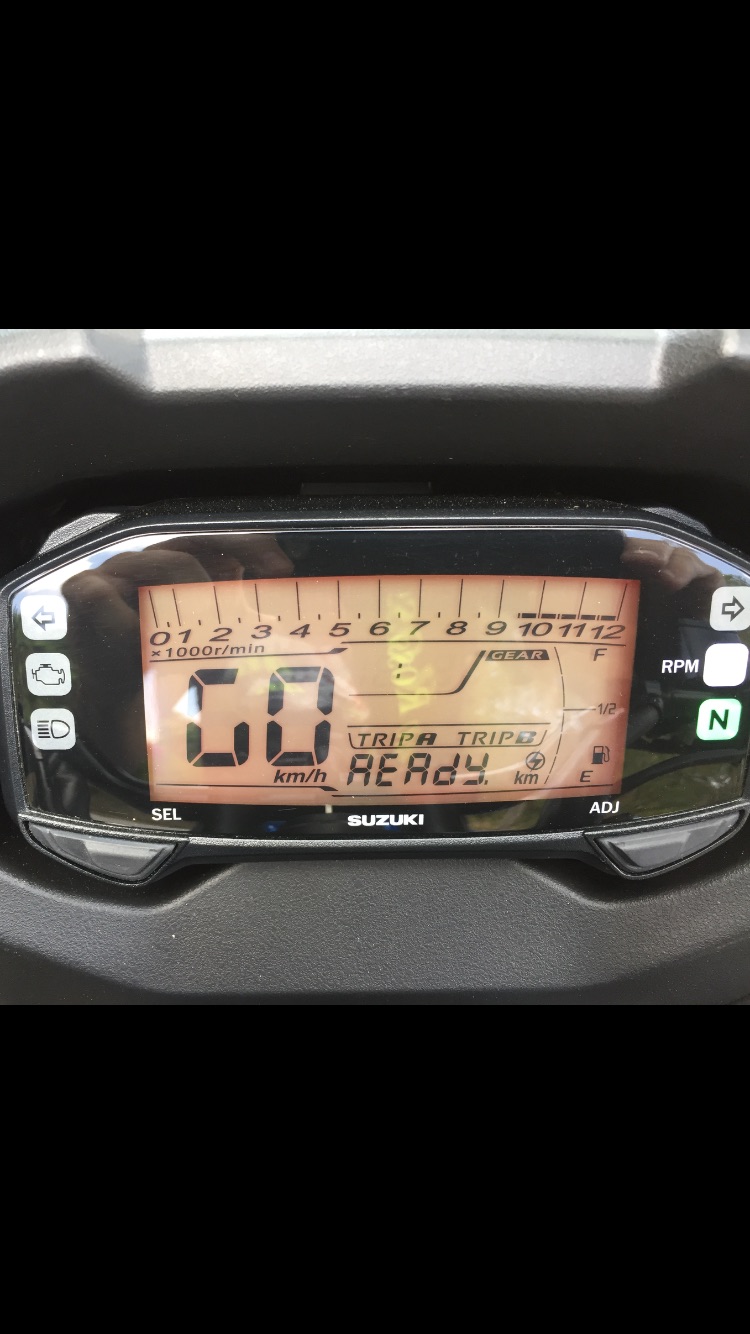 0 1 2 3 4 5 6 7 8 9 10 11 12
×1000r/min
GEAR
F
RPM
N
GO
km/h
1/2
TRIP A TRIP B
REAdy.
km
E
SEL
SUZUKI
ADJ